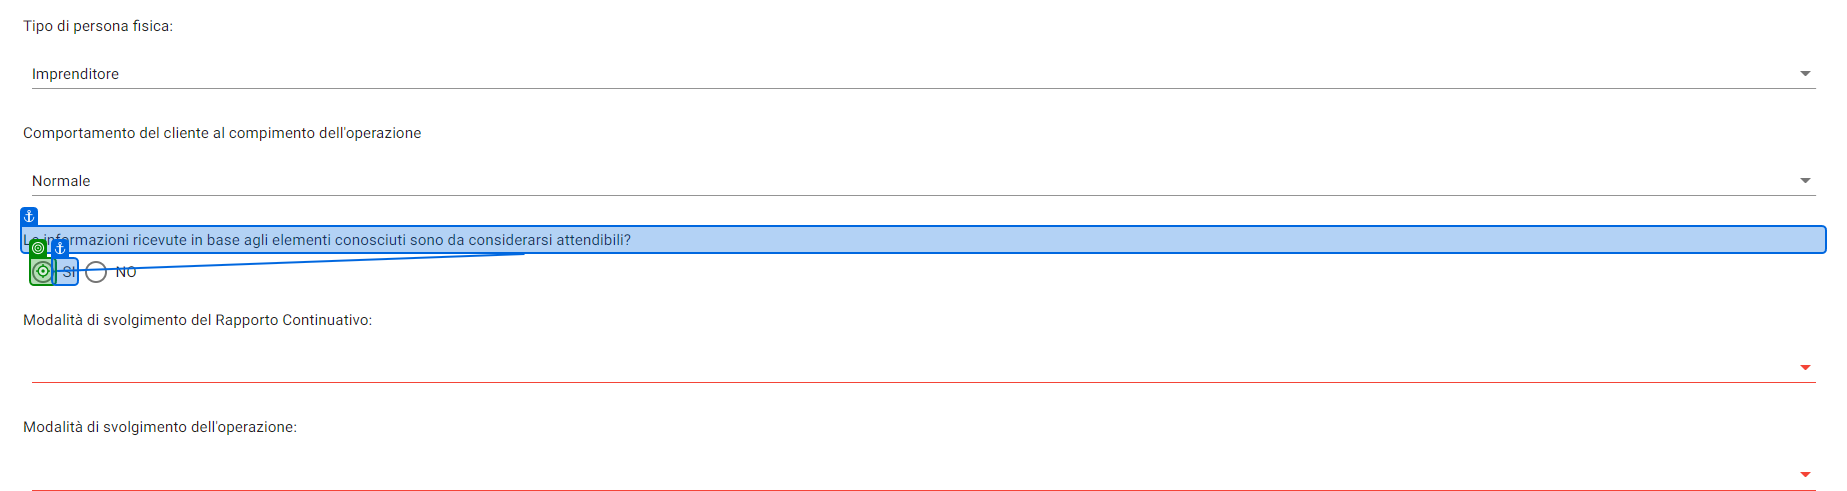 Tipo di persona fisica:
Imprenditore
Comportamento del cliente al compimento dell'operazione
Normale
Le informazioni ricevute in base agli elementi conosciuti sono da considerarsi attendibili?
SI NO
Modalità di svolgimento del Rapporto Continuativo:
Modalità di svolgimento dell'operazione: